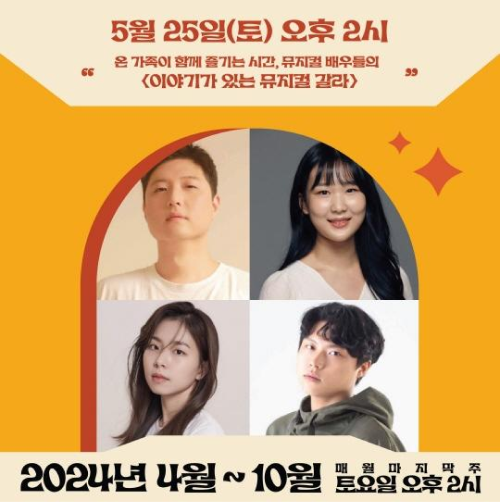 5월 25일(토) 오후 2시
“ 온 가족이 함께 즐기는 시간, 뮤지컬 배우들의 ”
<이야기가 있는 뮤지컬 갈라>
2024년 4월 ~ 10월
매월마지막주
토요일 오후 2시